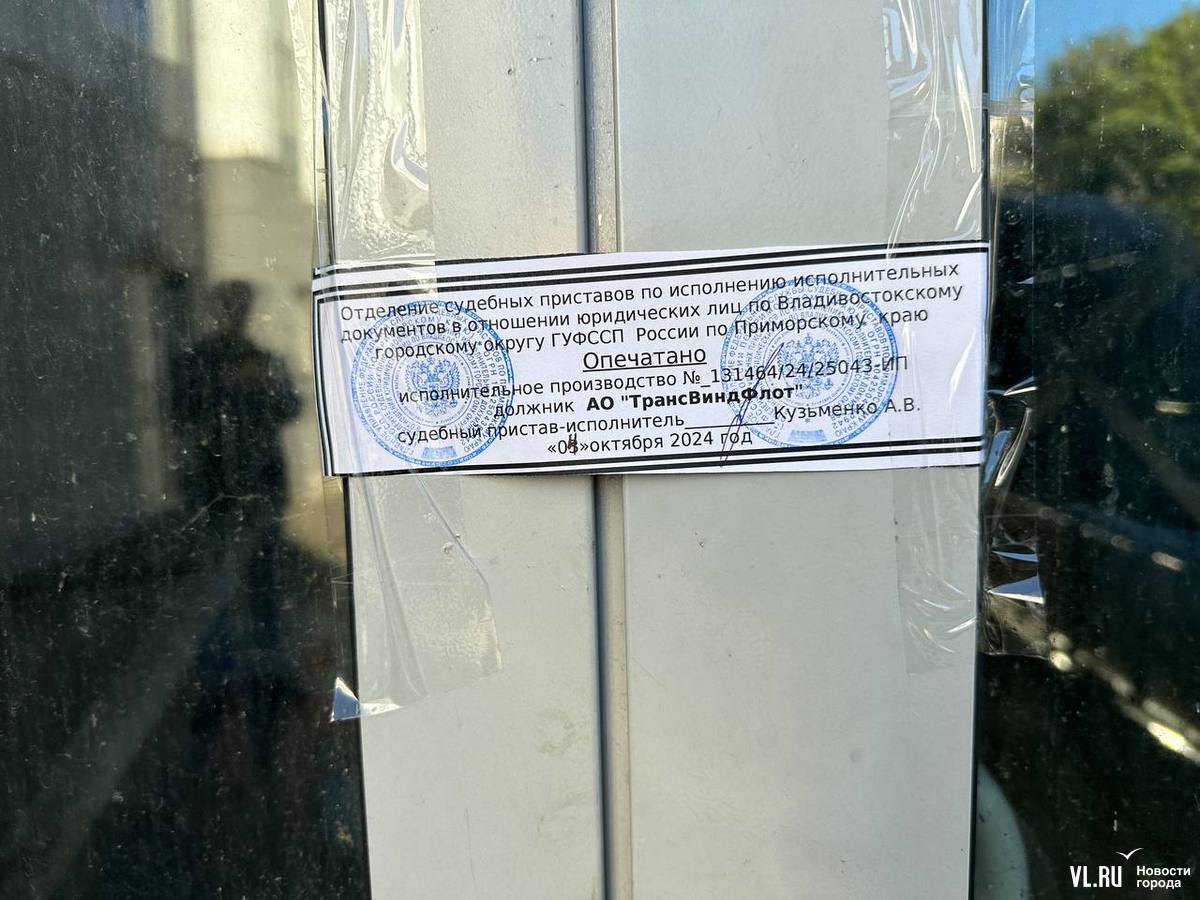 Отделение судебных приставов по исполнению исполнительных
документов в отношении юридических лиц по Владивостокскому
городскому округу ГУФССП России по Приморскому краю
Опечатано
исполнительное производство №_131464/24/25043-ИП
должник АО "ТрансВиндФлот"
судебный пристав-исполнитель_________Кузьменко А.В.
октября 2024 год
VL.RU Новости
города